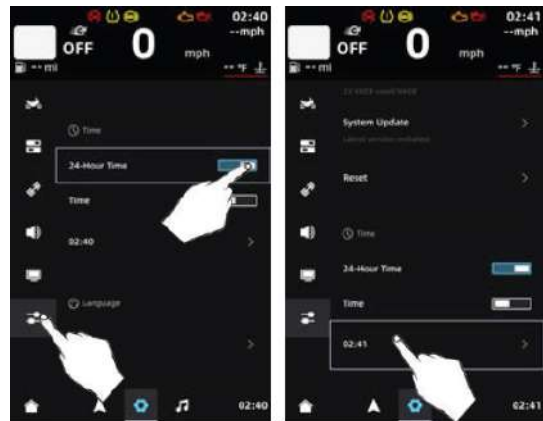 02:40
--mph
OFF
0
mph
-- mi
-- °F
Time
24-Hour Time
Time
02:40
Language
02:40
02:41
--mph
OFF
0
mph
-- mi
-- °F
System Update
Reset
Time
24-Hour Time
Time
02:41
02:41